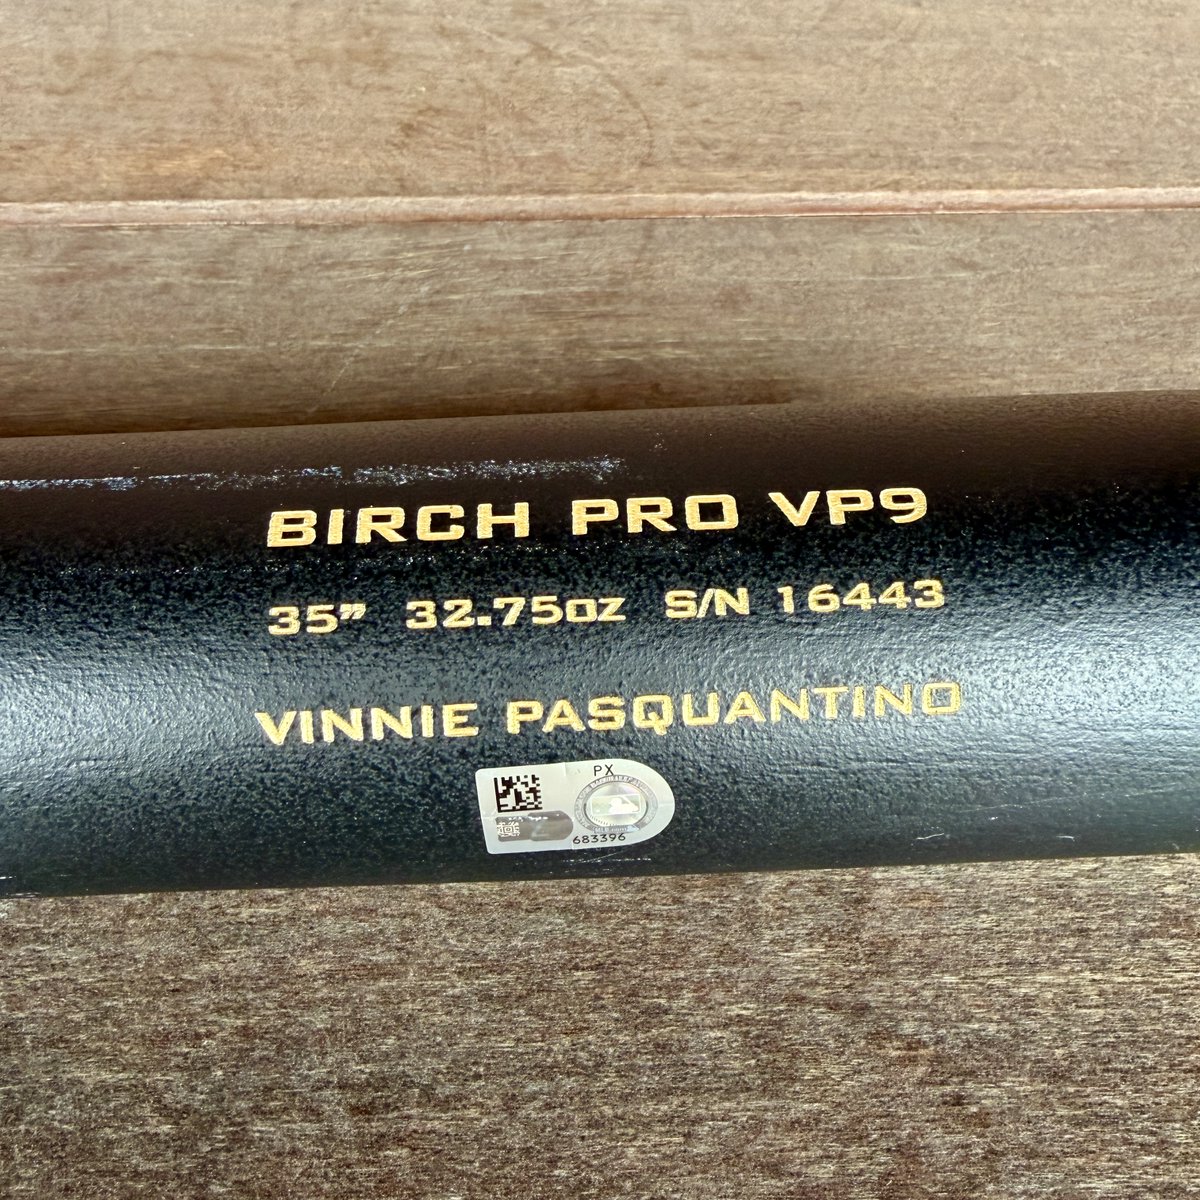 BIRCH PRO VP9
35” 32.75oz S/N 16443
VINNIE PASQUANTINO
PX
683396